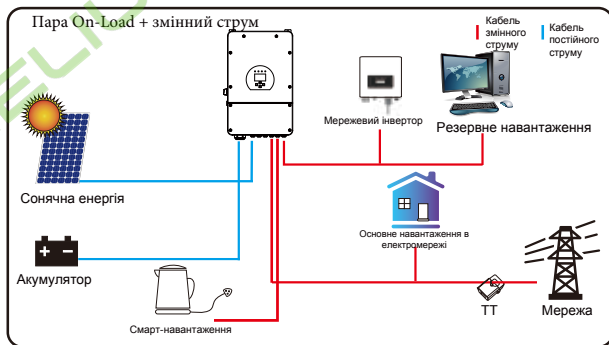 Пара On-Load + змінний струм
Кабель
змінного
струму
Кабель
постійного
струму
Мережевий інвертор
Резервне навантаження
Сонячна енергія
Основне навантаження в
електромережі
Акумулятор
Смарт-навантаження
ТТ
Мережа